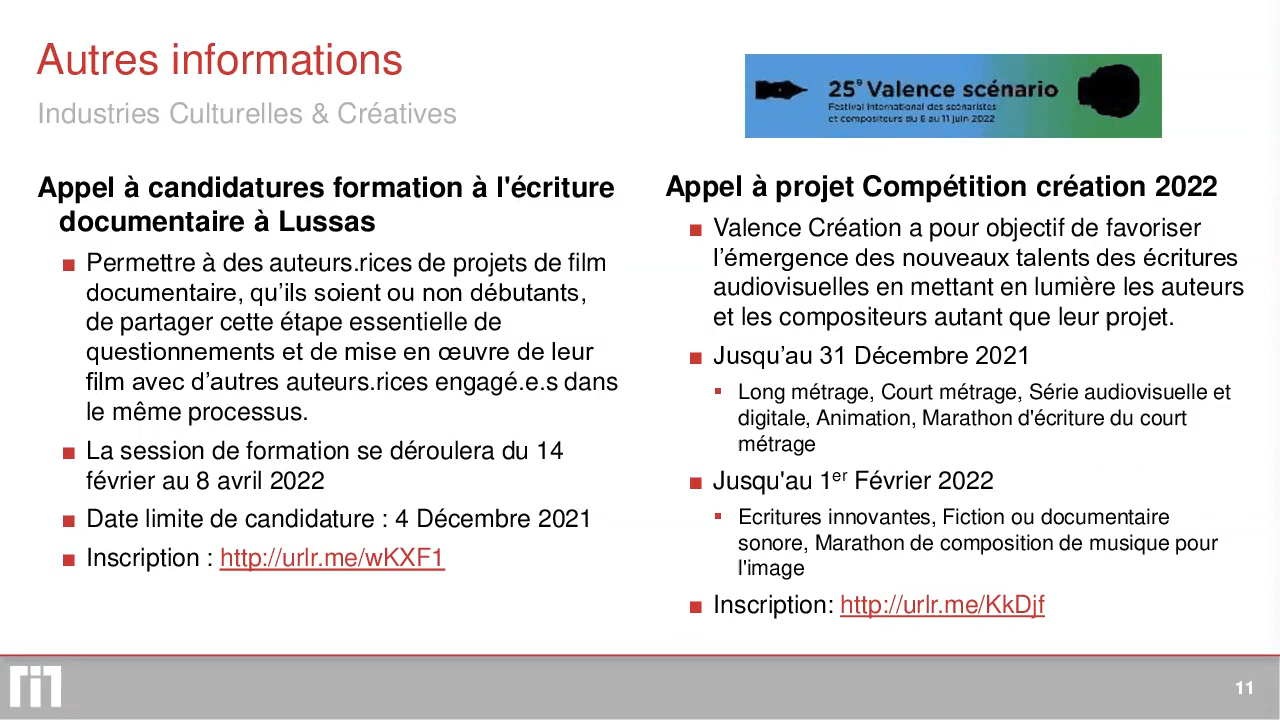 Autres informations
Industries Culturelles & Créatives
25e Valence scénario
Festival international des scénaristes
et compositeurs du 6 au 11 juin 2022
Appel à candidatures formation à l'écriture
documentaire à Lussas
■ Permettre à des auteurs.rices de projets de film
documentaire, qu’ils soient ou non débutants,
de partager cette étape essentielle de
questionnements et de mise en œuvre de leur
film avec d’autres auteurs.rices engagé.e.s dans
le même processus.
■ La session de formation se déroulera du 14
février au 8 avril 2022
■ Date limite de candidature : 4 Décembre 2021
■ Inscription : http://urlr.me/wKXF1
Appel à projet Compétition création 2022
■ Valence Création a pour objectif de favoriser
l’émergence des nouveaux talents des écritures
audiovisuelles en mettant en lumière les auteurs
et les compositeurs autant que leur projet.
■ Jusqu’au 31 Décembre 2021
▪ Long métrage, Court métrage, Série audiovisuelle et
digitale, Animation, Marathon d'écriture du court
métrage
■ Jusqu'au 1er Février 2022
▪ Ecritures innovantes, Fiction ou documentaire
sonore, Marathon de composition de musique pour
l'image
■ Inscription: http://urlr.me/KkDjf
11